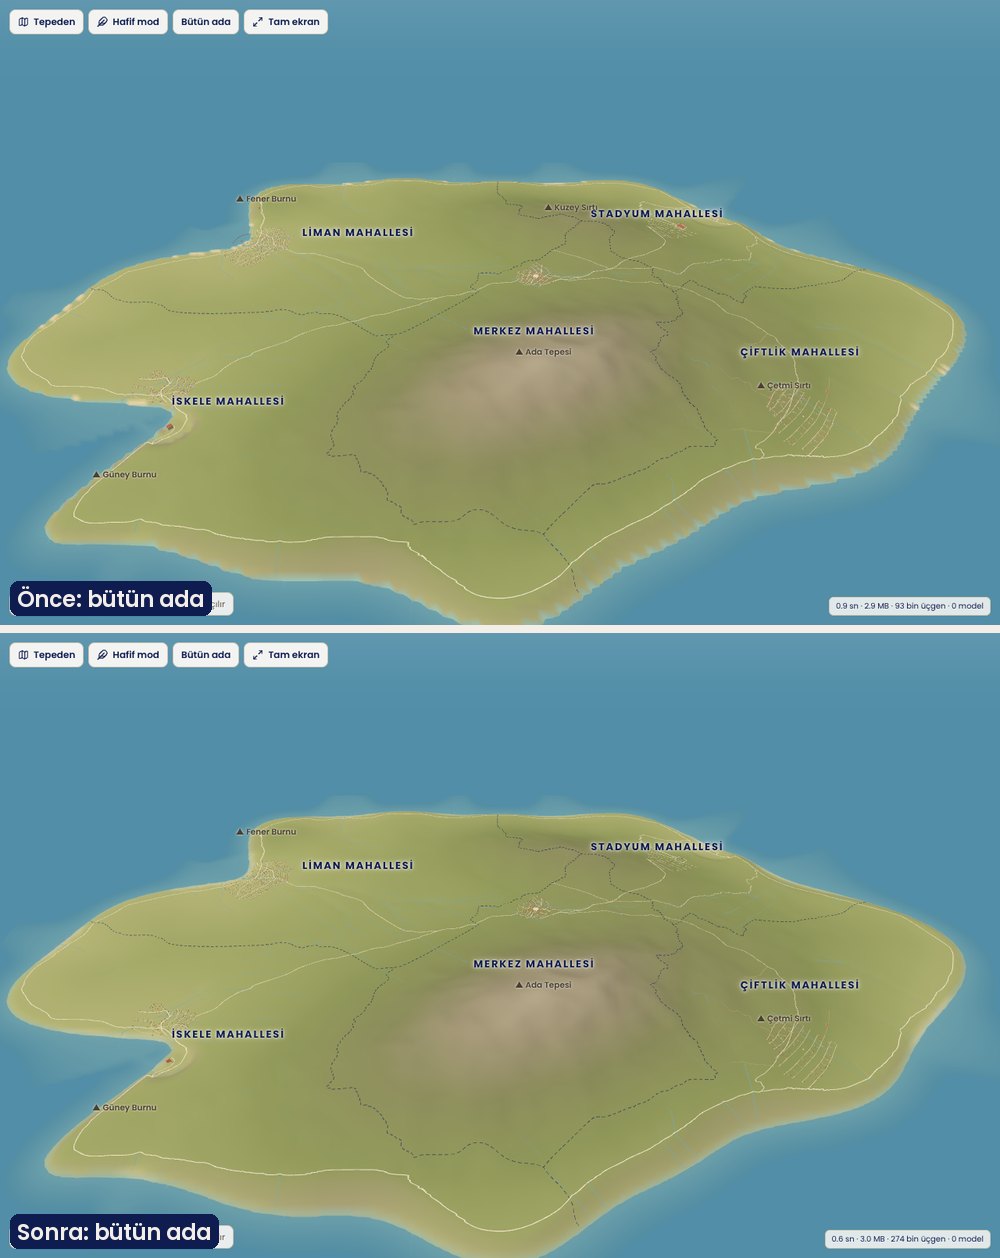 Tepeden
Hafif mod
Bütün ada
Tam ekran
Fener Burnu
Kuzey Sırtı
STADYUM MAHALLESİ
LİMAN MAHALLESİ
MERKEZ MAHALLESİ
Ada Tepesi
ÇİFTLİK MAHALLESİ
Çetmi Sırtı
İSKELE MAHALLESİ
Güney Burnu
Önce: bütün ada
0.9 sn · 2.9 MB · 93 bin üçgen · 0 model
Tepeden
Hafif mod
Bütün ada
Tam ekran
Fener Burnu
STADYUM MAHALLESİ
LİMAN MAHALLESİ
MERKEZ MAHALLESİ
Ada Tepesi
ÇİFTLİK MAHALLESİ
Çetmi Sırtı
İSKELE MAHALLESİ
Güney Burnu
Sonra: bütün ada
0.6 sn · 3.0 MB · 274 bin üçgen · 0 model